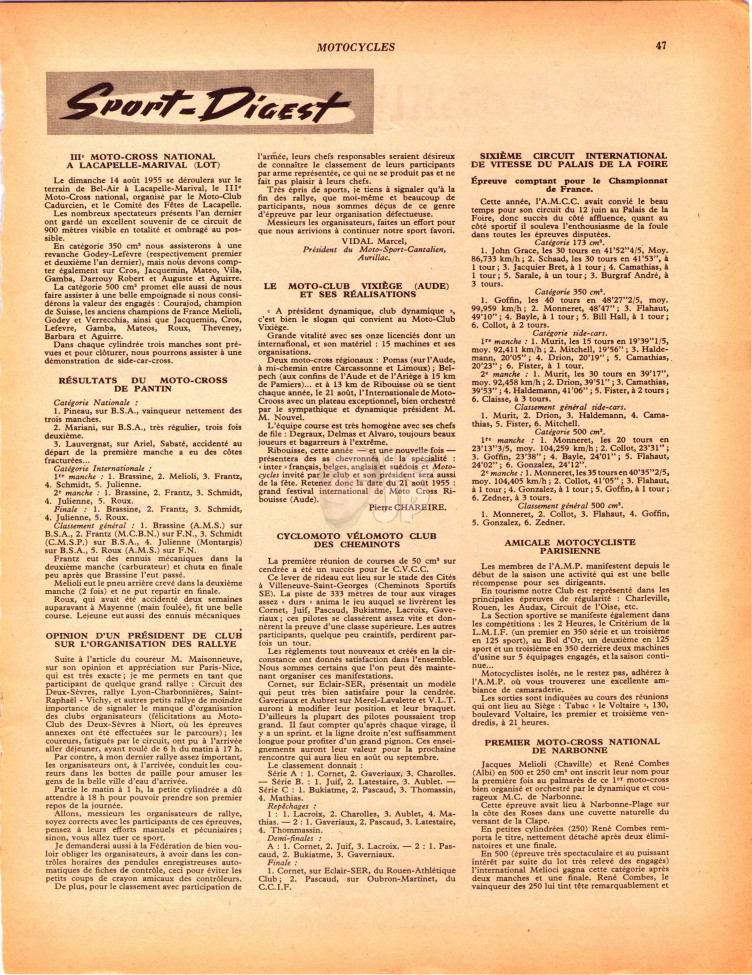 MOTOCYCLES
47
Sport-Digest
IIIe MOTO-CROSS NATIONAL
A LACAPELLE-MARIVAL (LOT)
Le dimanche 14 août 1955 se déroulera sur le
terrain de Bel-Air à Lacapelle-Marival, le IIIe
Moto-Cross national, organisé par le Moto-Club
Cadurcien, et le Comité des Fêtes de Lacapelle.
Les nombreux spectateurs présents l'an dernier
ont gardé un excellent souvenir de ce circuit de
900 mètres visible en totalité et ombragé au pos-
sible.
En catégorie 350 cm³ nous assisterons à une
revanche Godey-Lefèvre (respectivement premier
et deuxième l'an dernier), mais nous devons comp-
ter également sur Cros, Jacquemin, Mateo, Vila,
Gamba, Darrouy Robert et Auguste et Aguirre.
La catégorie 500 cm³ promet elle aussi de nous
faire assister à une belle empoignade si nous consi-
dérons la valeur des engagés : Courajod, champion
de Suisse, les anciens champions de France Melioli,
Godey et Verrecchia, ainsi que Jacquemin, Cros,
Lefevre, Gamba, Mateos, Roux, Theveney,
Barbara et Aguirre.
Dans chaque cylindrée trois manches sont pré-
vues et pour clôturer, nous pourrons assister à une
démonstration de side-car-cross.
RÉSULTATS DU MOTO-CROSS
DE PANTIN
Catégorie Nationale :
1. Pineau, sur B.S.A., vainqueur nettement des
trois manches.
2. Mariani, sur B.S.A., très régulier, trois fois
deuxième.
3. Lauvergnat, sur Ariel, Sabaté, accidenté au
départ de la première manche a eu des côtes
fracturées...
Catégorie Internationale :
1re manche : 1. Brassine, 2. Melioli, 3. Frantz,
4. Schmidt, 5. Julienne.
2e manche : 1. Brassine, 2. Frantz, 3. Schmidt,
4. Julienne, 5. Roux.
Finale : 1. Brassine, 2. Frantz, 3. Schmidt,
4. Julienne, 5. Roux.
Classement général : 1. Brassine (A.M.S.) sur
B.S.A., 2. Frantz (M.C.B.N.) sur F.N., 3. Schmidt
(C.M.S.P.) sur B.S.A., 4. Julienne (Montargis)
sur B.S.A., 5. Roux (A.M.S.) sur F.N.
Frantz eut des ennuis mécaniques dans la
deuxième manche (carburateur) et chuta en finale
peu après que Brassine l'eut passé.
Melioli eut le pneu arrière crevé dans la deuxième
manche (2 fois) et ne put repartir en finale.
Roux, qui avait été accidenté deux semaines
auparavant à Mayenne (main foulée), fit une belle
course. Lejeune eut aussi des ennuis mécaniques
OPINION D'UN PRÉSIDENT DE CLUB
SUR L'ORGANISATION DES RALLYE
Suite à l'article du coureur M. Maisonneuve,
sur son opinion et appréciations sur Paris-Nice,
qui est très exacte ; je me permets en tant que
participant de quelque grand rallye : Circuit des
Deux-Sèvres, rallye Lyon-Charbonnières, Saint-
Raphaël - Vichy, et autres petits rallye de moindre
importance de signaler le manque d'organisation
des clubs organisateurs (félicitations au Moto-
Club des Deux-Sèvres à Niort, où les épreuves
annexes ont été effectuées sur le parcours) ; les
coureurs, fatigués par le circuit, ont pu à l'arrivée
aller déjeuner, ayant roulé de 6 h du matin à 17 h.
Par contre, à mon dernier rallye assez important,
les organisateurs ont, à l'arrivée, conduit les cou-
reurs dans les bottes de paille pour amuser les
gens de la belle ville d'eau d'arrivée.
Partie le matin à 1 h, la petite cylindrée a dû
attendre à 18 h pour pouvoir prendre son premier
repos de la journée.
Allons, messieurs les organisateurs de rallye,
soyez corrects avec les participants de ces épreuves,
pensez à leurs efforts manuels et pécuniaires ;
sinon, vous allez tuer ce sport.
Je demanderai aussi à la Fédération de bien vou-
loir obliger les organisateurs, à avoir dans les con-
trôles horaires des pendules enregistreuses auto-
matiques de fiches de contrôle, ceci pour éviter les
petits coups de crayon amicaux des contrôleurs.
De plus, pour le classement avec participation de
l'armée, leurs chefs responsables seraient désireux
de connaître le classement de leurs participants
par arme représentée, ce qui ne se produit pas et ne
fait pas plaisir à leurs chefs.
Très épris de sports, je tiens à signaler qu'à la
fin des rallye, que moi-même et beaucoup de
participants, nous sommes déçus de ce genre
d'épreuve par leur organisation défectueuse.
Messieurs les organisateurs, faites un effort pour
que nous arrivions à continuer notre sport favori.
VIDAL Marcel,
Président du Moto-Sport-Cantalien,
Aurillac.
LE MOTO-CLUB VIXIÈGE (AUDE)
ET SES RÉALISATIONS
« A président dynamique, club dynamique »,
c'est bien le slogan qui convient au Moto-Club
Vixiège.
Grande vitalité avec ses onze licenciés dont un
international, et son matériel : 15 machines et ses
organisations.
Deux moto-cross régionaux : Pomas (sur l'Aude,
à mi-chemin entre Carcassonne et Limoux) ; Bel-
pech (aux confins de l'Aude et de l'Ariège à 15 km
de Pamiers)... et à 13 km de Ribouisse où se tient
chaque année, le 21 août, l'Internationale de Moto-
Crooss avec un plateau exceptionnel, bien orchestré
par le sympathique et dynamique président M.
M. Nouvel.
L'équipe course est très homogène avec ses chefs
de file : Degraux, Delmas et Alvaro, toujours beaux
joueurs et bagarreurs à l'extrême.
Ribouisse, cette année — et une nouvelle fois —
présentera des as chevronnés de la spécialité :
« inter » français, belges, anglais et suédois et Moto-
cycles invité par le club et son président sera aussi
de la fête. Retenez donc la date du 21 août 1955 :
grand festival international de Moto Cross Ri-
bouisse (Aude).
Pierre CHAREIRE.
CYCLOMOTO VÉLOMOTO CLUB
DES CHEMINOTS
La première réunion de courses de 50 cm³ sur
cendrée a été un succès pour le C.V.C.C.
Ce lever de rideau eut lieu sur le stade des Cités
à Villeneuve-Saint-Georges (Cheminots Sportifs
SE). La piste de 333 mètres de tour aux virages
assez « durs » anima le jeu auquel se livrèrent les
Cornet, Juif, Pascaud, Bukiatme, Lacroix, Gave-
riaux ; ces pilotes se classèrent assez vite et don-
nèrent la preuve d'une classe supérieure. Les autres
participants, quelque peu craintifs, perdirent par-
fois un tour.
Les règlements tout nouveaux et créés en la cir-
constance ont donnés satisfaction dans l'ensemble.
Nous sommes certains que l'on peut dès mainte-
nant organiser ces manifestations.
Cornet, sur Eclair-SER, présentait un modèle
qui peut très bien satisfaire pour la cendrée.
Gaveriaux et Aubret sur Merel-Lavalette et V.L.T.
auront à modifier leur position et leur braquet.
D'ailleurs la plupart des pilotes poussaient trop
grand. Il faut compter qu'après chaque virage, il
y a un sprint. et la ligne droite n'est suffisamment
longue pour profiter d'un grand pignon. Ces ensei-
gnements auront leur valeur pour la prochaine
rencontre qui aura lieu en août ou septembre.
Le classement donnait :
Série A : 1. Cornet, 2. Gaveriaux, 3. Charolles.
— Série B. : 1. Juif, 2. Latestaire, 3. Aublet. —
Série C : 1. Bukiatme, 2. Pascaud, 3. Thomassin,
4. Mathias.
Repêchages :
1 : 1. Lacroix, 2. Charolles, 3. Aublet, 4. Ma-
thias. — 2 : 1. Gaveriaux, 2. Pascaud, 3. Latestaire,
4. Thommassin.
Demi-finales :
A : 1. Cornet, 2. Juif, 3. Lacroix. — 2 : 1. Pas-
caud, 2. Bukiatme, 3. Gaverniaux.
Finale :
1. Cornet, sur Eclair-SER, du Rouen-Athlétique
Club ; 2. Pascaud, sur Oubron-Martinet, du
C.C.I.F.
SIXIÈME CIRCUIT INTERNATIONAL
DE VITESSE DU PALAIS DE LA FOIRE
Épreuve comptant pour le Championnat
de France.
Cette année, l'A.M.C.C. avait convié le beau
temps pour son circuit du 12 juin au Palais de la
Foire, donc succès du côté affluence, quant au
côté sportif il souleva l'enthousiasme de la foule
dans toutes les épreuves disputées.
Catégorie 173 cm³.
1. John Grace, les 30 tours en 41'52"4/5, Moy.
86,733 km/h ; 2. Schaad, les 30 tours en 41'53", à
1 tour ; 3. Jacquier Bret, à 1 tour ; 4. Camathias, à
1 tour ; 5. Sarale, à un tour ; 3. Burgraf André, à
3 tours.
Catégorie 350 cm³.
1. Goffin, les 40 tours en 48'27"2/5, moy.
99,959 km/h ; 2. Monneret, 48'47" ; 3. Flahaut,
49'10" ; 4. Bayle, à 1 tour ; 5. Bill Hall, à 1 tour ;
6. Collot, à 2 tours.
Catégorie side-cars.
1re manche : 1. Murit, les 15 tours en 19'39"1/5,
moy. 92,411 km/h ; 2. Mitchell, 19'56" ; 3. Halde-
mann, 20'05" ; 4. Drion, 20'19" ; 5. Camathias,
20'23" ; 6. Fister, à 1 tour.
2e manche : 1. Murit, les 30 tours en 39'17",
moy. 92,458 km/h ; 2. Drion, 39'51" ; 3. Camathias,
39'53" ; 4. Haldemann, 41'06" ; 5. Fister, à 2 tours ;
6. Claisse, à 3 tours.
Classement général side-cars.
1. Murit, 2. Drion, 3. Haldemann, 4. Cama-
thias, 5. Fister, 6. Mitchell.
Catégorie 500 cm³,
1re manche : 1. Monneret, les 20 tours en
23'13"3/5, moy. 104,259 km/h ; 2. Collot, 23'31" ;
3. Goffin, 23'38" ; 4. Bayle, 24'01" ; 5. Flahaut,
24'02" ; 6. Gonzalez, 24'12".
2e manche : 1. Monneret, les 35 tours en 40'35"2/5,
moy. 104,405 km/h ; 2. Collot, 41'05" ; 3. Flahaut,
à 1 tour ; 4. Gonzalez, à 1 tour ; 5. Goffin, à 1 tour ;
6. Zedner, à 3 tours.
Classement général 500 cm³.
1. Monneret, 2. Collot, 3. Flahaut, 4. Goffin,
5. Gonzalez, 6. Zedner.
AMICALE MOTOCYCLISTE
PARISIENNE
Les membres de l'A.M.P. manifestent depuis le
début de la saison une activité qui est une belle
récompense pour ses dirigeants.
En tourisme notre Club est représenté dans les
principales épreuves de régularité : Charleville,
Rouen, les Audax, Circuit de l'Oise, etc.
La Section sportive se manifeste également dans
les compétitions : les 2 Heures, le Critérium de la
L.M.I.F. (un premier en 350 série et un troisième
en 125 sport), au Bol d'Or, un deuxième en 125
sport et un troisième en 350 derrière deux machines
d'usine sur 5 équipages engagés, et la saison conti-
nue...
Motocyclistes isolés, ne le restez pas, adhérez à
l'A.M.P. où vous trouverez une excellente am-
biance de camaraderie.
Les sorties sont indiquées au cours des réunions
qui ont lieu au Siège : Tabac « le Voltaire », 130,
boulevard Voltaire, les premier et troisième ven-
dredis, à 21 heures.
PREMIER MOTO-CROSS NATIONAL
DE NARBONNE
Jacques Melioli (Chaville) et René Combes
(Albi) en 500 et 250 cm³ ont inscrit leur nom pour
la première fois au palmarès de ce 1er moto-cross
bien organisé et orchestré par le dynamique et cou-
rageux M.C. de Narbonne.
Cette épreuve avait lieu à Narbonne-Plage sur
la côte des Roses dans une cuvette naturelle du
versant de la Clape.
En petites cylindrées (250) René Combes rem-
porta le titre, nettement détaché après deux élimi-
natoires et une finale.
En 500 (épreuve très spectaculaire et au puissant
intérêt par suite du lot très relevé des engagés)
l'international Melioci gagna cette catégorie après
deux manches et une finale. René Combes, le
vainqueur des 250 lui tint tête remarquablement et